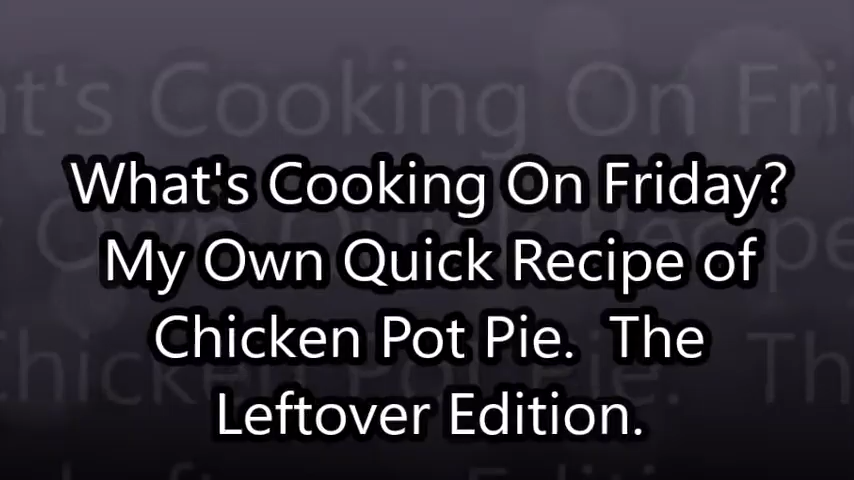 What's Cooking On Friday?
My Own Quick Recipe of
Chicken Pot Pie.  The
Leftover Edition.